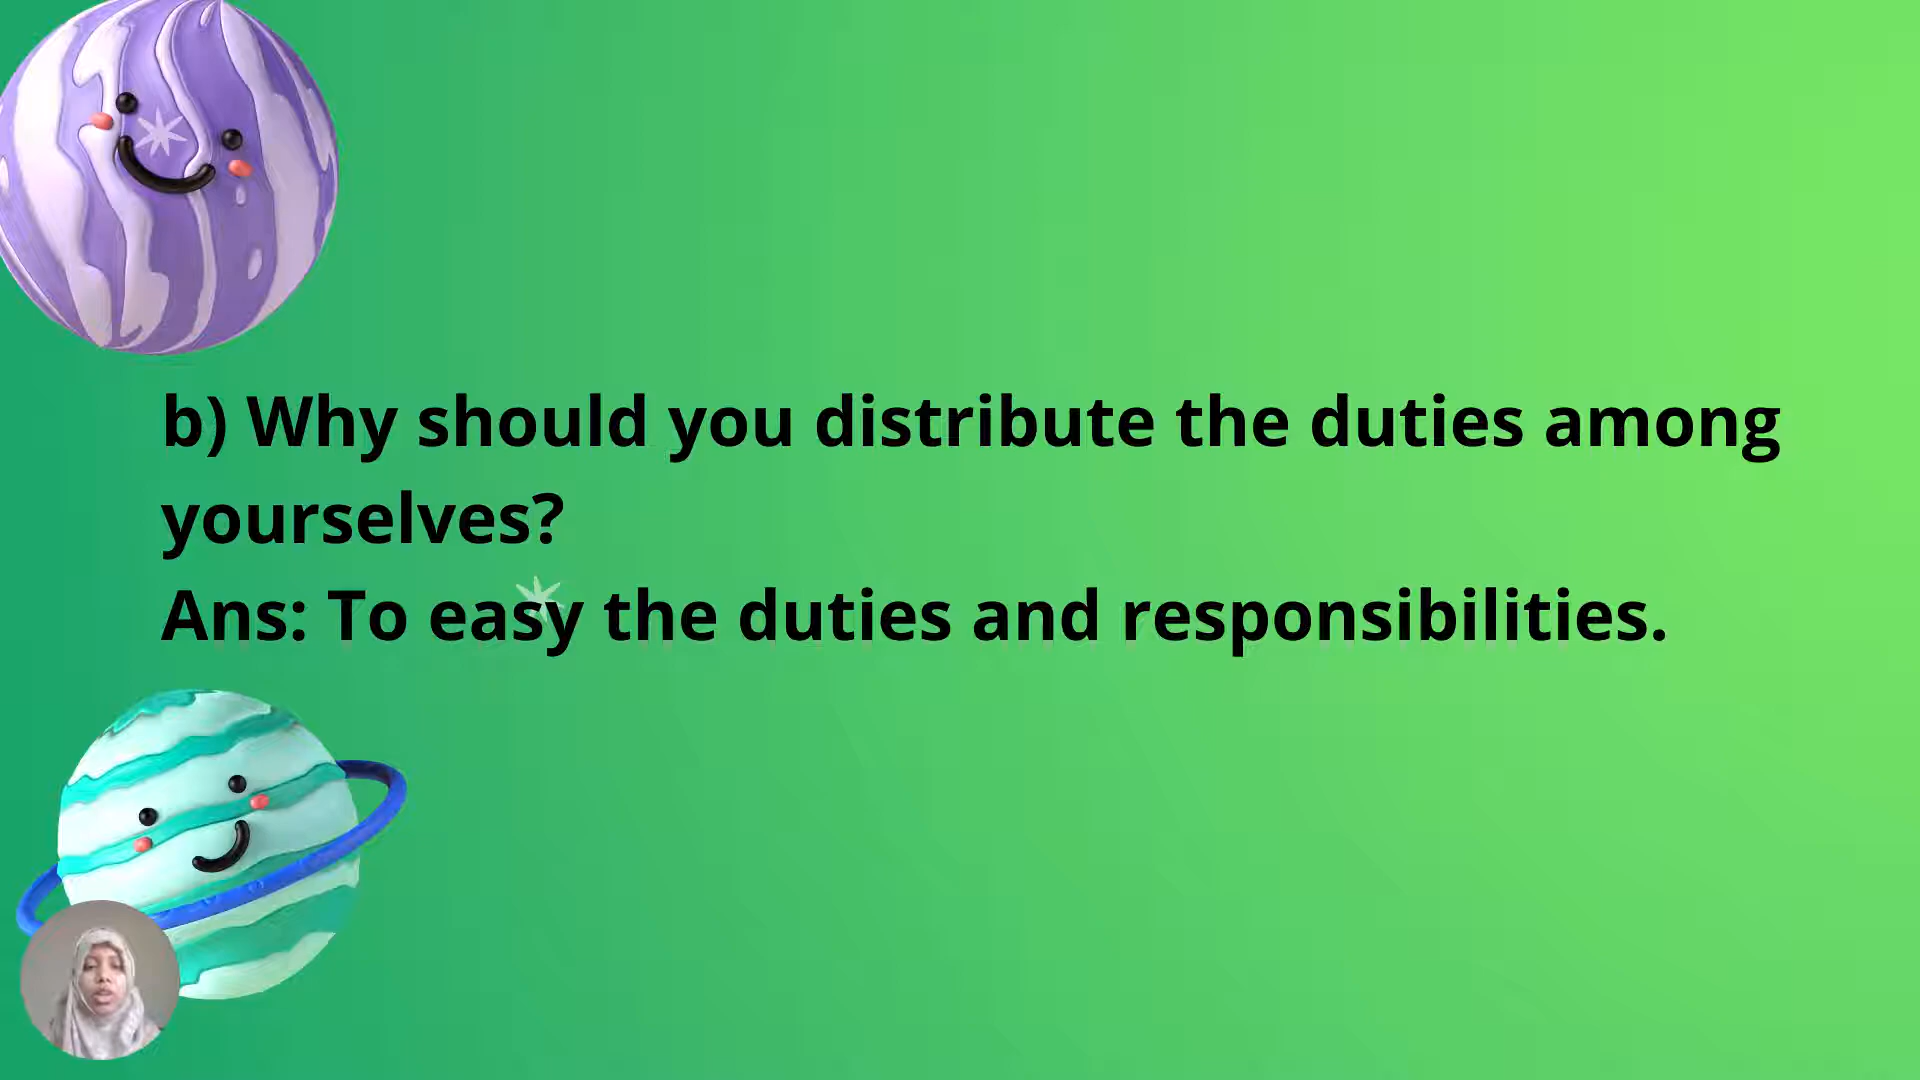 b) Why should you distribute the duties among
yourselves?
Ans: To easy the duties and responsibilities.